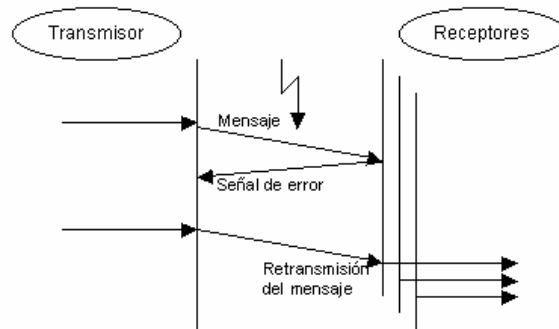 Transmisor
Receptores
Mensaje
Señal de error
Retransmisión
del mensaje